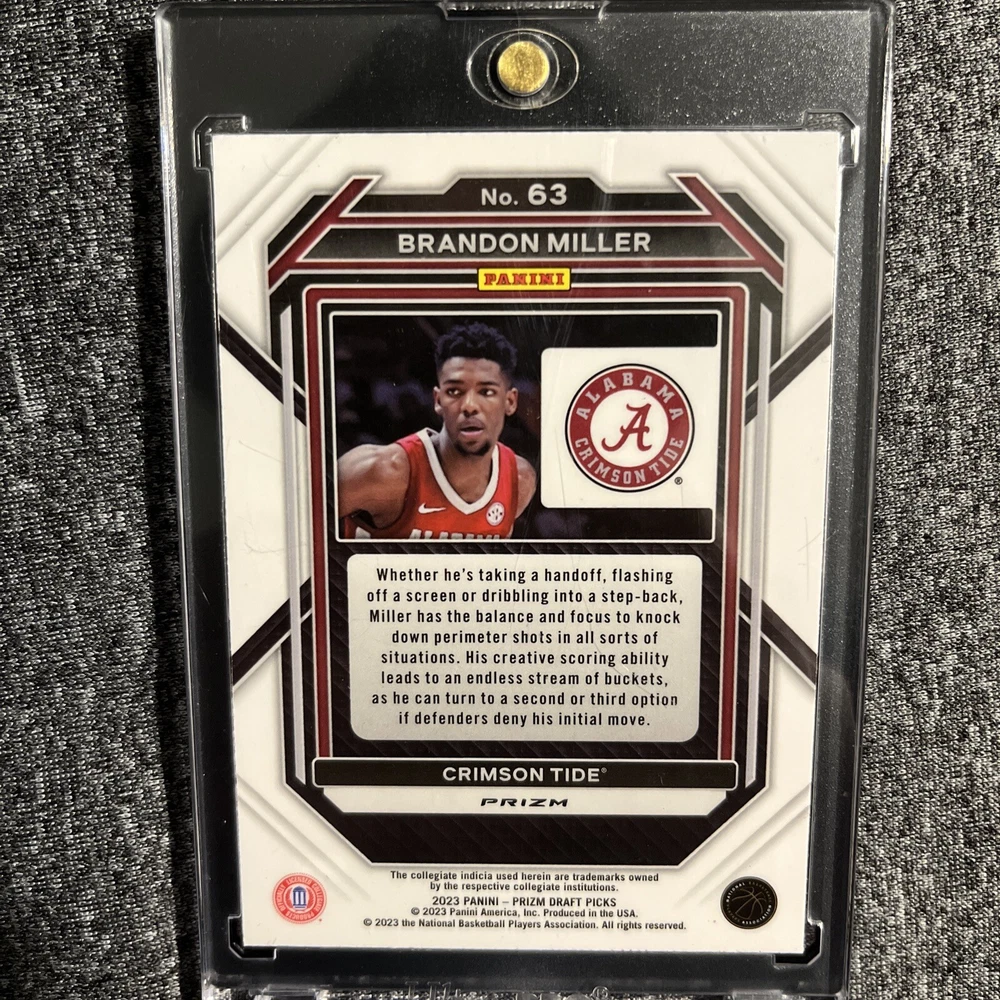 No. 63
BRANDON MILLER
PANINI
ALABAMA
A
CRIMSON TIDE
®
Whether he's taking a handoff, flashing
off a screen or dribbling into a step-back,
Miller has the balance and focus to knock
down perimeter shots in all sorts of
situations. His creative scoring ability
leads to an endless stream of buckets,
as he can turn to a second or third option
if defenders deny his initial move.
CRIMSON TIDE®
PRIZM
The collegiate indicia used herein are trademarks owned
by the respective collegiate institutions.
2023 PANINI – PRIZM DRAFT PICKS
© 2023 Panini America, Inc. Produced in the USA.
© 2023 the National Basketball Players Association. All rights reserved.
OFFICIALLY LICENSED COLLEGIATE PRODUCTS